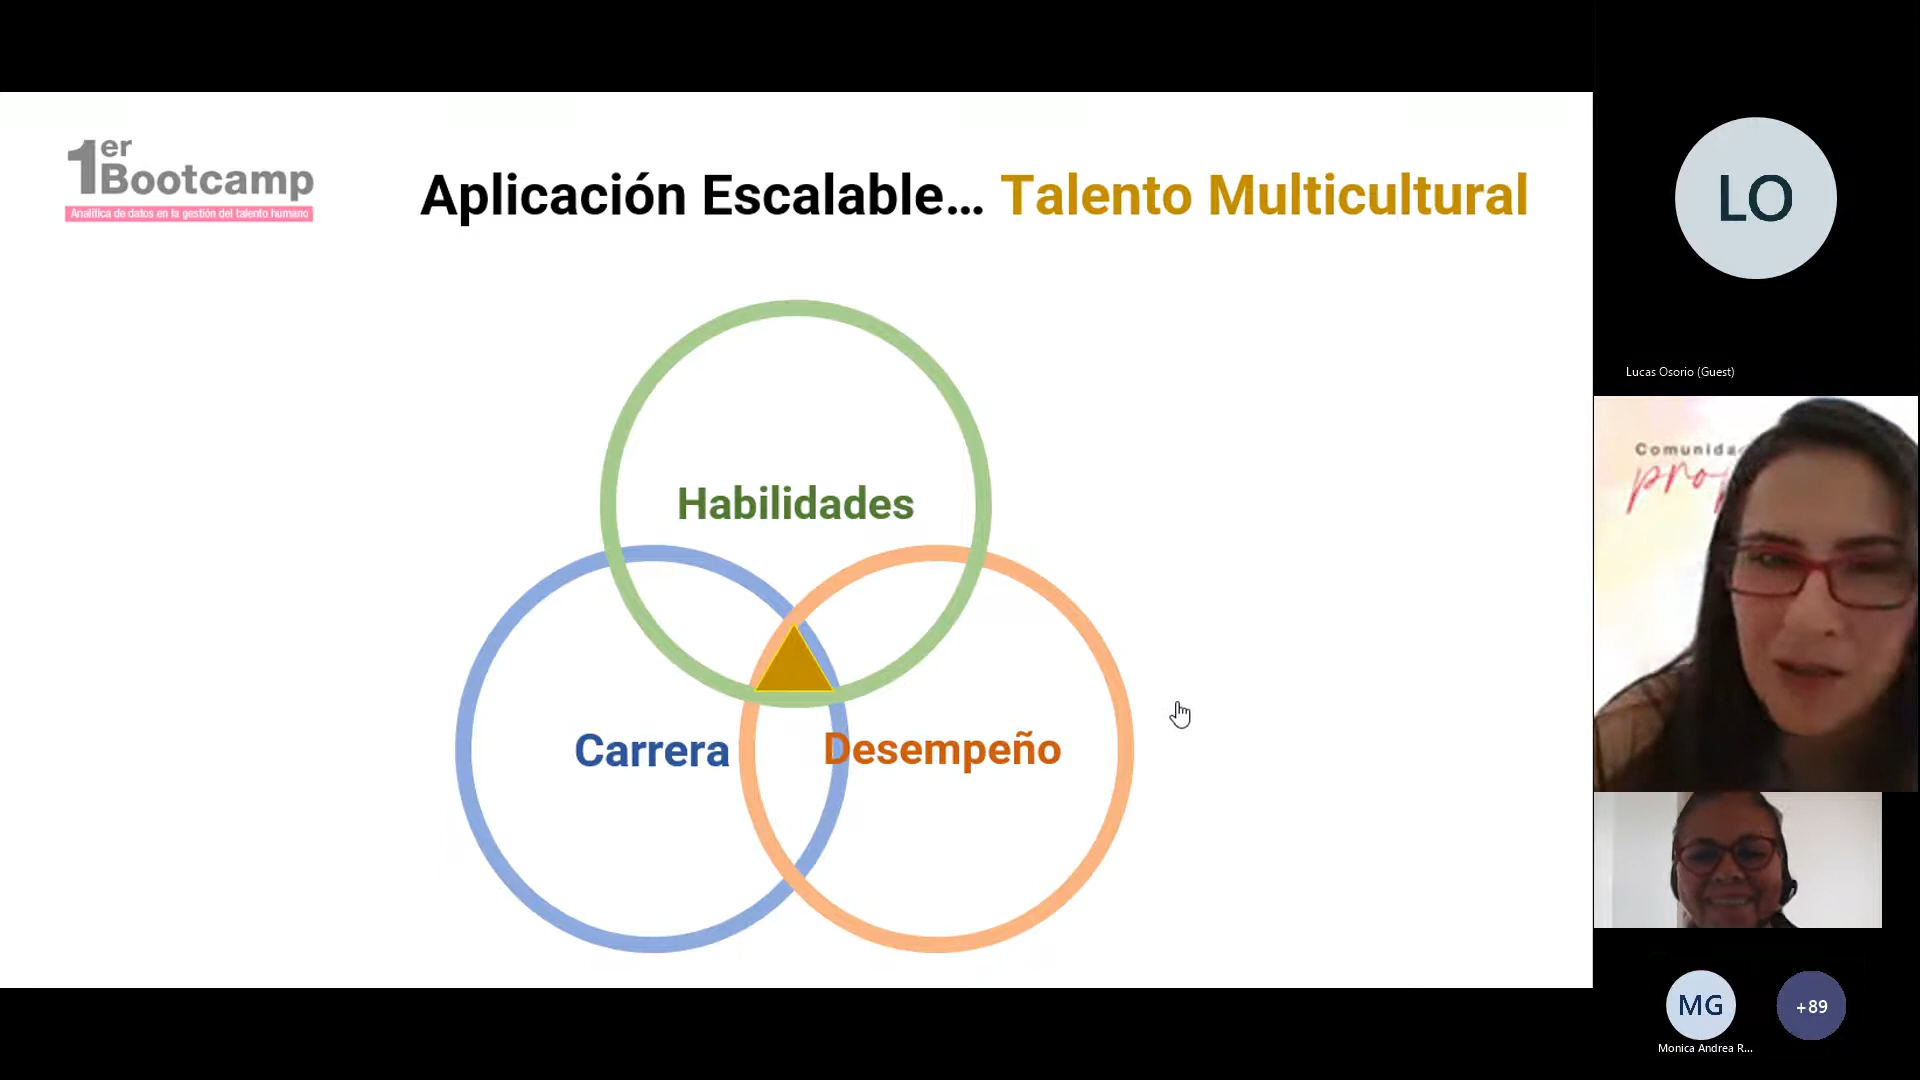 1er
Bootcamp
Analítica de datos en la gestión del talento humano
Aplicación Escalable... Talento Multicultural
Habilidades
Carrera
Desempeño
LO
Lucas Osorio (Guest)
Comunida
pro
MG
+89
Monica Andrea R...